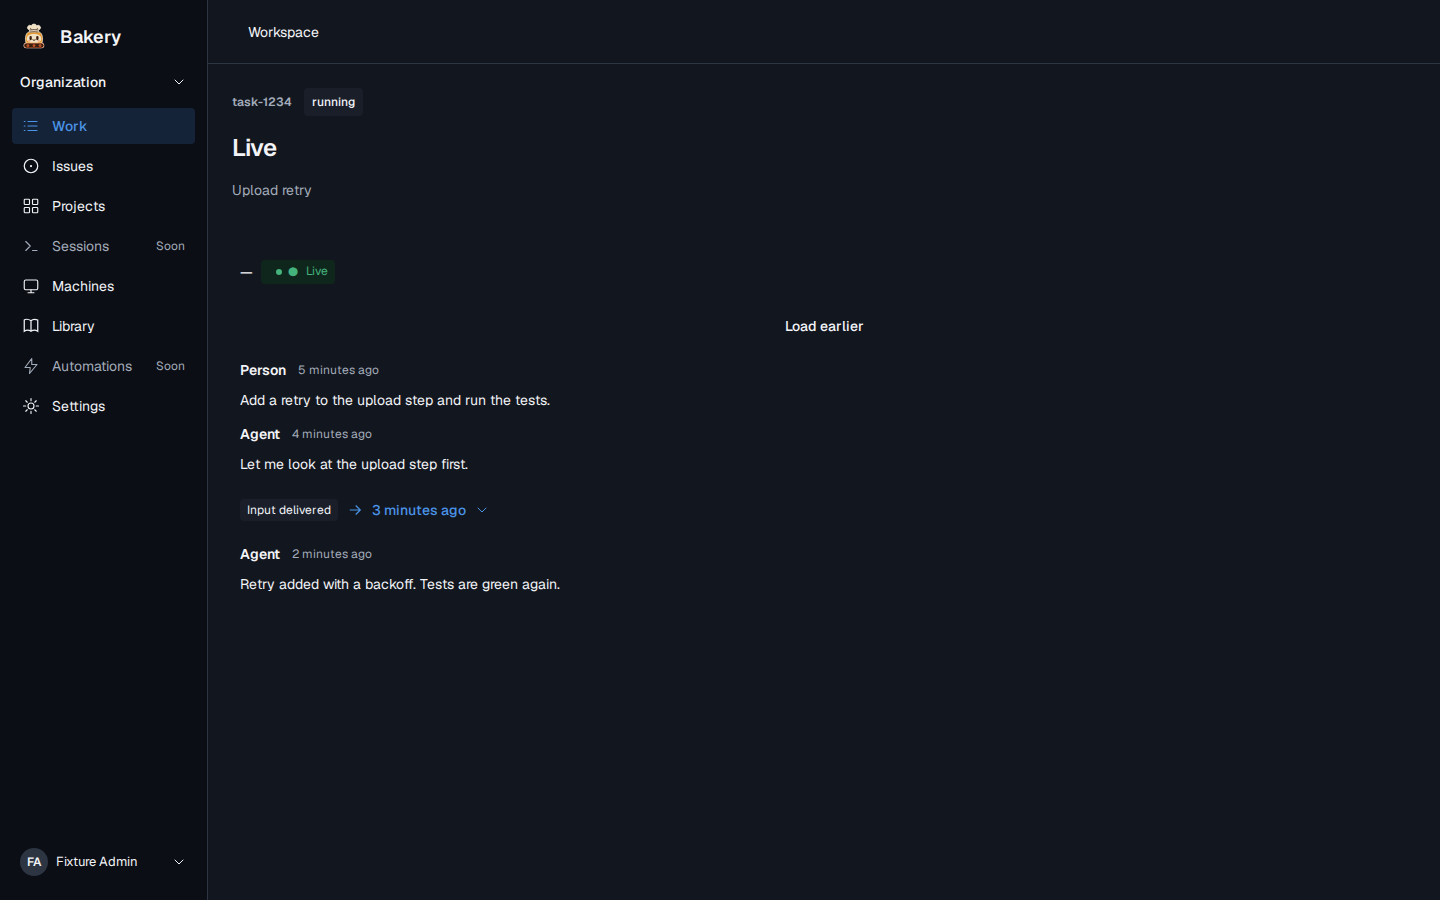 Bakery
Organization
Work
Issues
Projects
Sessions Soon
Machines
Library
Automations Soon
Settings
FA Fixture Admin
Workspace
task-1234 running
Live
Upload retry
— Live
Load earlier
Person 5 minutes ago
Add a retry to the upload step and run the tests.
Agent 4 minutes ago
Let me look at the upload step first.
Input delivered → 3 minutes ago
Agent 2 minutes ago
Retry added with a backoff. Tests are green again.